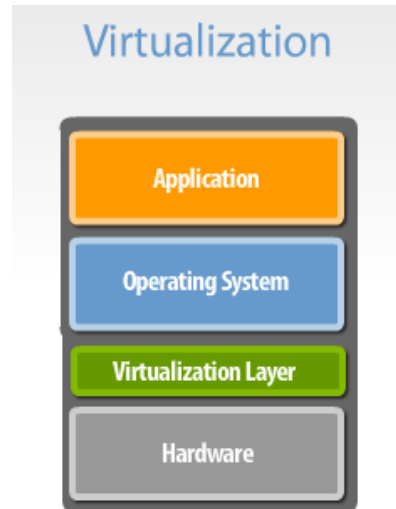 Virtualization
Application
Operating System
Virtualization Layer
Hardware